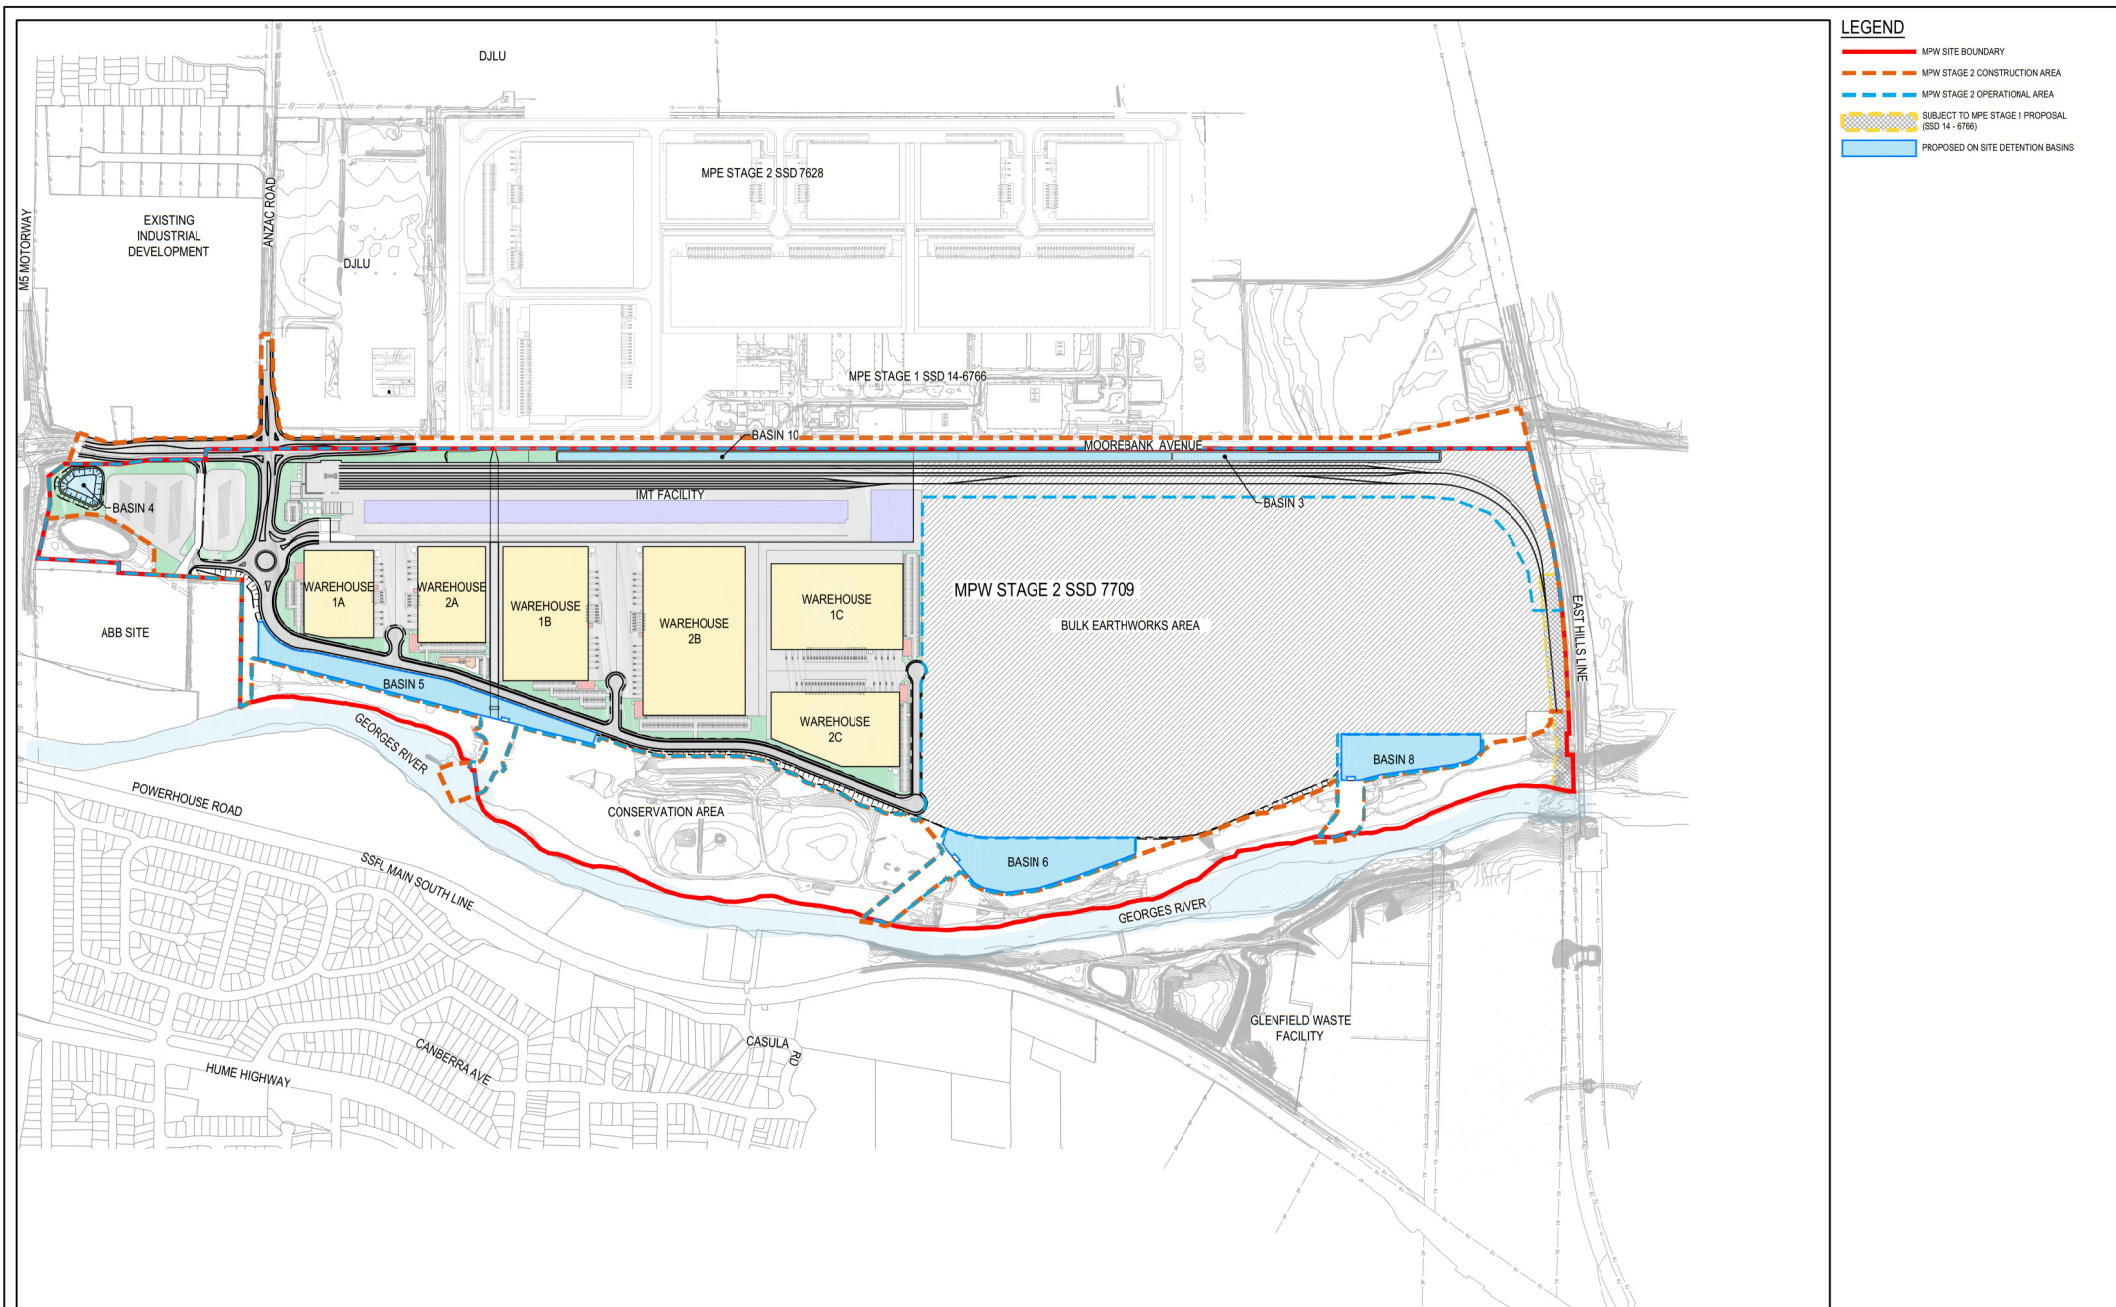 LEGEND
MPW SITE BOUNDARY
MPW STAGE 2 CONSTRUCTION AREA
MPW STAGE 2 OPERATIONAL AREA
SUBJECT TO MPE STAGE 1 PROPOSAL
(SSD 14 - 6766)
PROPOSED ON SITE DETENTION BASINS
DJLU
MPE STAGE 2 SSD 7628
M5 MOTORWAY
EXISTING
INDUSTRIAL
DEVELOPMENT
ANZAC ROAD
DJLU
MPE STAGE 1 SSD 14-6766
BASIN 10
MOOREBANK AVENUE
BASIN 4
IMT FACILITY
BASIN 3
WAREHOUSE
1A
WAREHOUSE
2A
WAREHOUSE
1B
WAREHOUSE
2B
WAREHOUSE
1C
WAREHOUSE
2C
MPW STAGE 2 SSD 7709
BULK EARTHWORKS AREA
EAST HILLS LINE
ABB SITE
BASIN 5
GEORGES RIVER
BASIN 8
POWERHOUSE ROAD
CONSERVATION AREA
BASIN 6
SSFL MAIN SOUTH LINE
GEORGES RIVER
GLENFIELD WASTE
FACILITY
CASULA
RD
CANBERRA AVE
HUME HIGHWAY